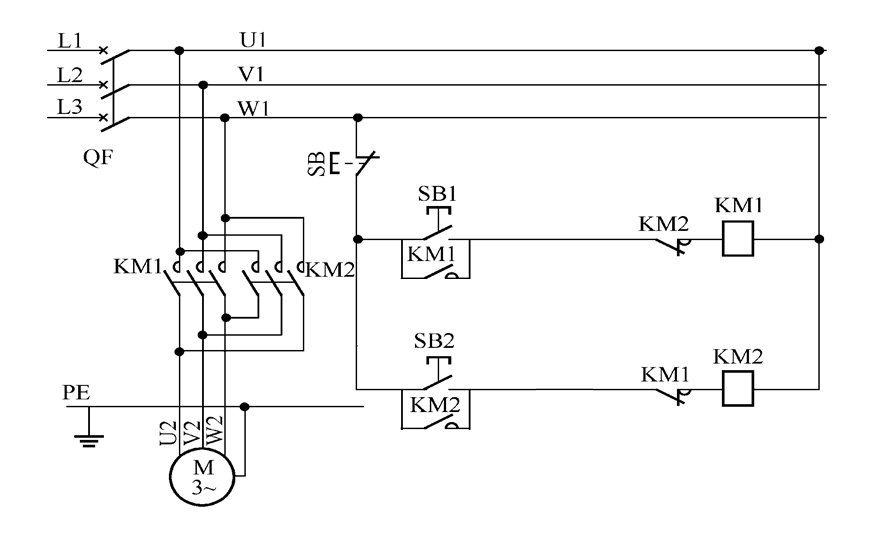 L1
U1
L2
V1
L3
W1
QF
SB
SB1
KM2
KM1
KM1
KM1
KM2
SB2
KM1
KM2
KM2
PE
U2
V2
W2
M
3~